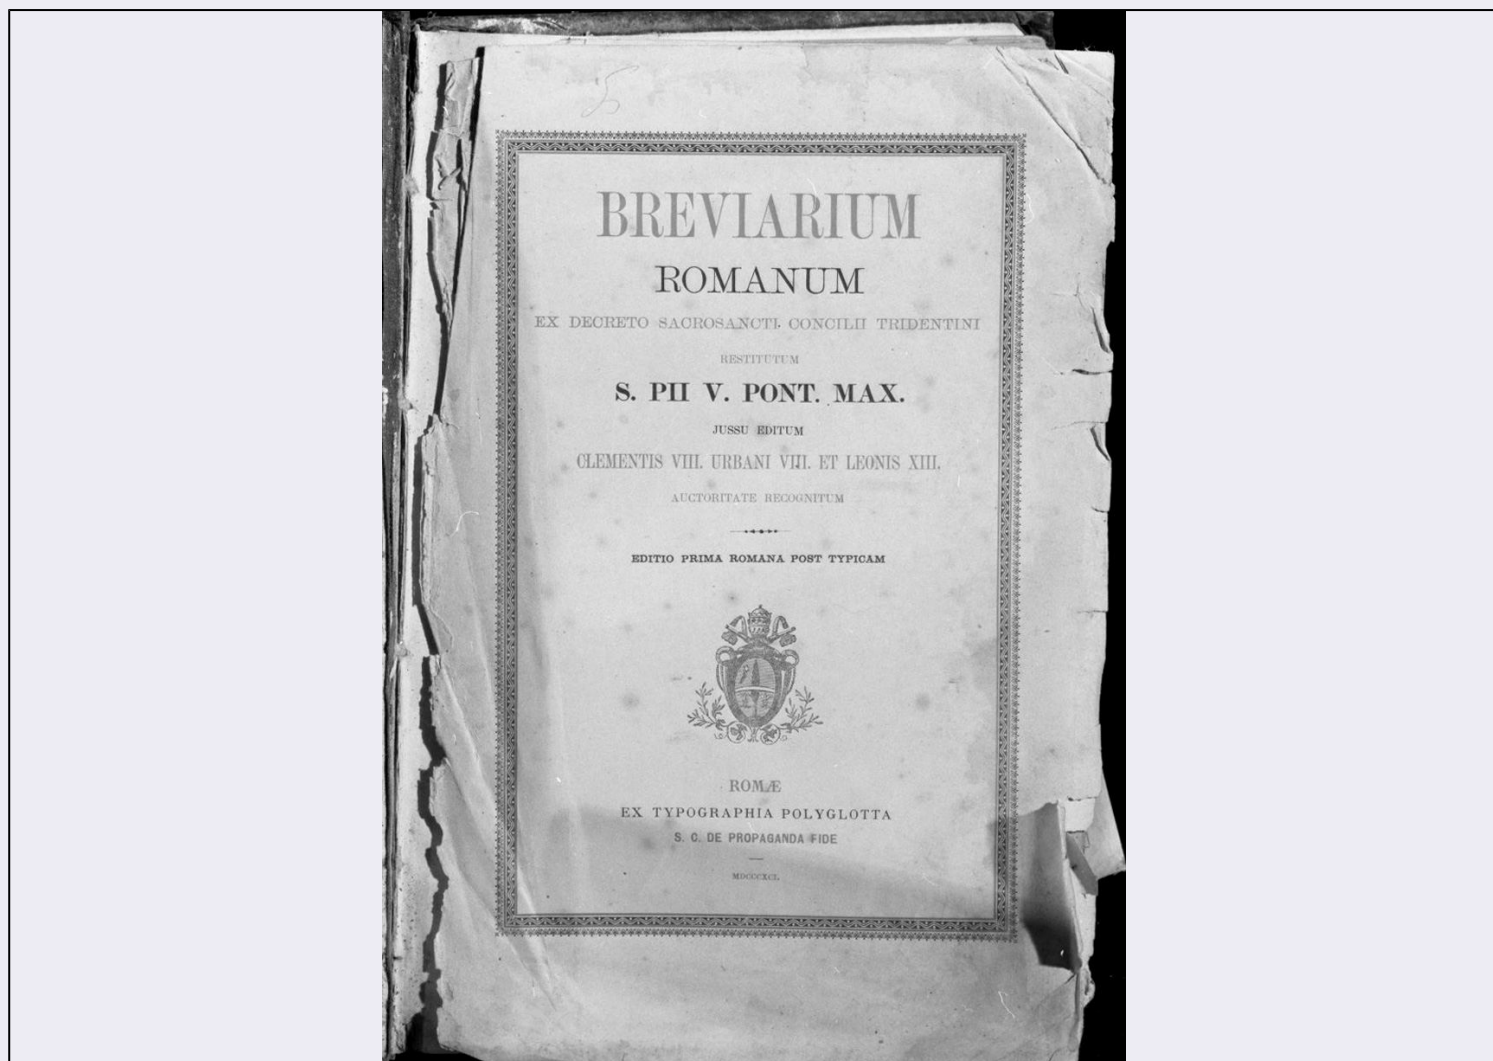 BREVIARIUM
ROMANUM
EX DECRETO SACROSANCTI CONCILII TRIDENTINI
RESTITUTUM
S. PII V. PONT. MAX.
JUSSU EDITUM
CLEMENTIS VIII. URBANI VIII. ET LEONIS XIII.
AUCTORITATE RECOGNITUM
EDITIO PRIMA ROMANA POST TYPICAM
ROMÆ
EX TYPOGRAPHIA POLYGLOTTA
S. C. DE PROPAGANDA FIDE
MDCCCXCI.